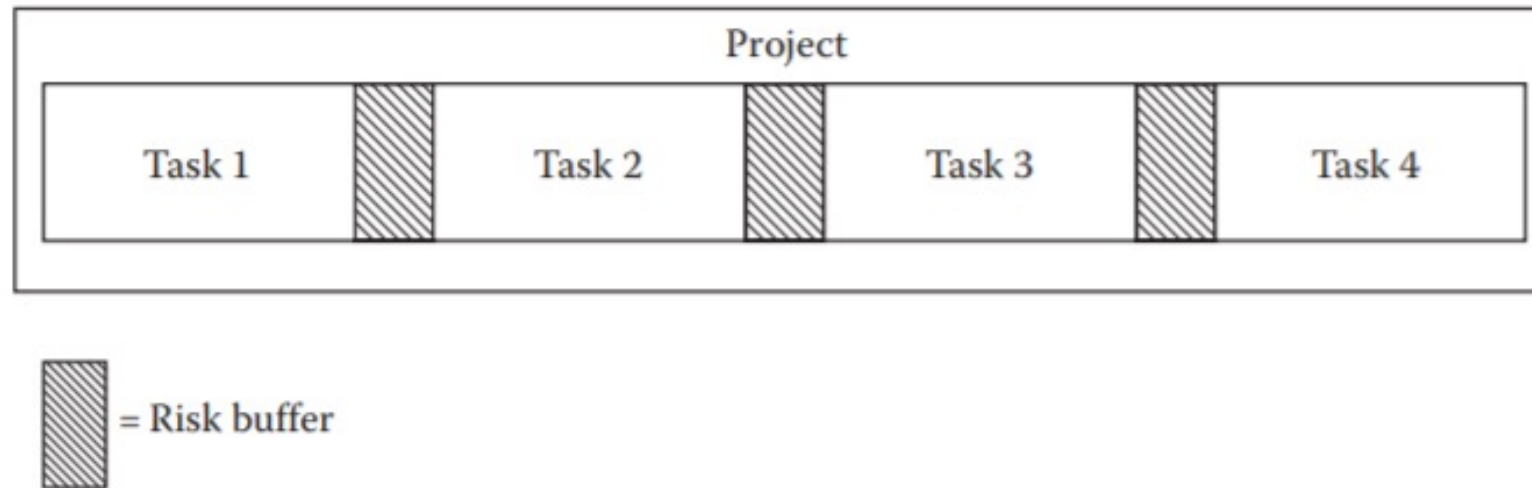 Project
Task 1
Task 2
Task 3
Task 4
= Risk buffer